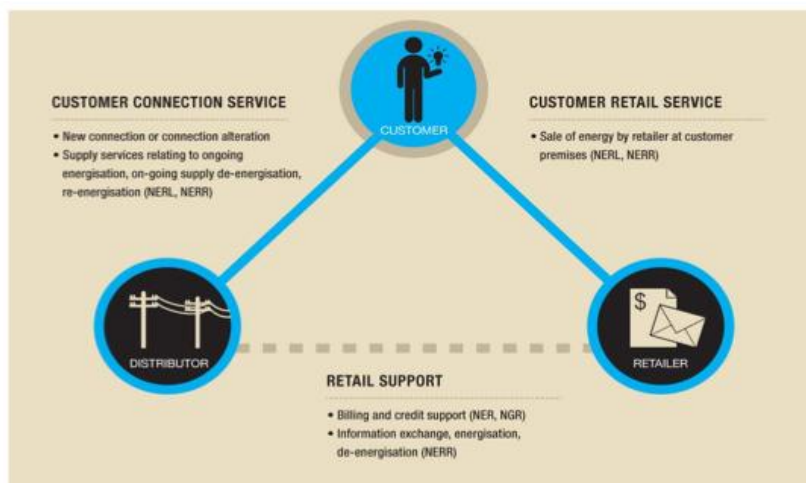 CUSTOMER
CUSTOMER CONNECTION SERVICE
• New connection or connection alteration
• Supply services relating to ongoing
energisation, on-going supply de-energisation,
re-energisation (NERL, NERR)
CUSTOMER RETAIL SERVICE
• Sale of energy by retailer at customer
premises (NERL, NERR)
DISTRIBUTOR
$
RETAILER
RETAIL SUPPORT
• Billing and credit support (NER, NGR)
• Information exchange, energisation,
de-energisation (NERR)